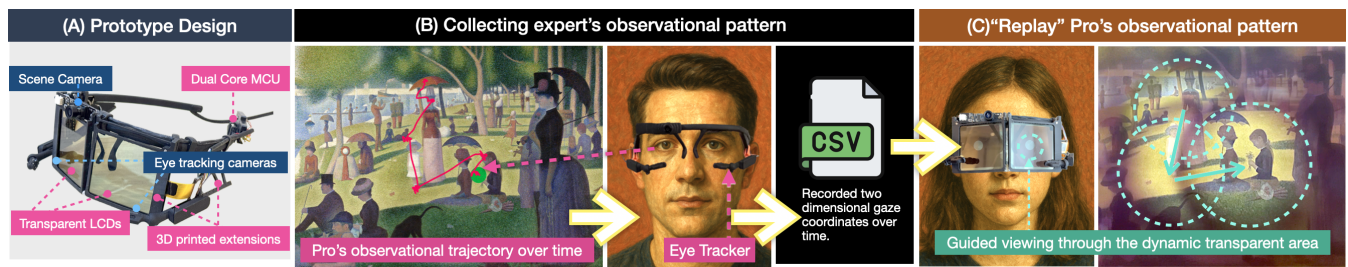 (A) Prototype Design
Scene Camera
Dual Core MCU
Eye tracking cameras
Transparent LCDs
3D printed extensions
(B) Collecting expert's observational pattern
Pro's observational trajectory over time
Eye Tracker
CSV
Recorded two
dimensional gaze
coordinates over
time.
(C)“Replay” Pro's observational pattern
Guided viewing through the dynamic transparent area